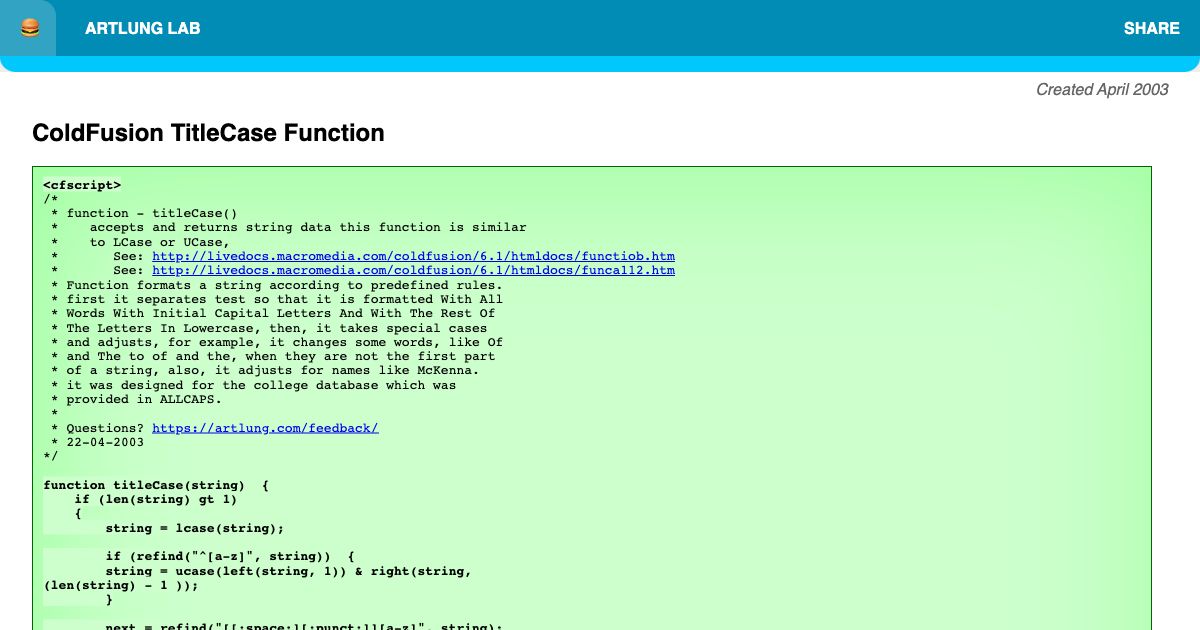 ARTLUNG LAB
SHARE
Created April 2003
ColdFusion TitleCase Function
<cfscript>
/*
 * function - titleCase()
 *    accepts and returns string data this function is similar
 *    to LCase or UCase,
 *       See: http://livedocs.macromedia.com/coldfusion/6.1/htmldocs/functiob.htm
 *       See: http://livedocs.macromedia.com/coldfusion/6.1/htmldocs/funca112.htm
 * Function formats a string according to predefined rules.
 * first it separates test so that it is formatted With All
 * Words With Initial Capital Letters And With The Rest Of
 * The Letters In Lowercase, then, it takes special cases
 * and adjusts, for example, it changes some words, like Of
 * and The to of and the, when they are not the first part
 * of a string, also, it adjusts for names like McKenna.
 * it was designed for the college database which was
 * provided in ALLCAPS.
 *
 * Questions? https://artlung.com/feedback/
 * 22-04-2003
*/
function titleCase(string)  {
    if (len(string) gt 1)
    {
        string = lcase(string);
        if (refind("^[a-z]", string))  {
        string = ucase(left(string, 1)) & right(string,
(len(string) - 1 ));
        }
        next = refind("[[:space:][:punct:]][a-z]", string);